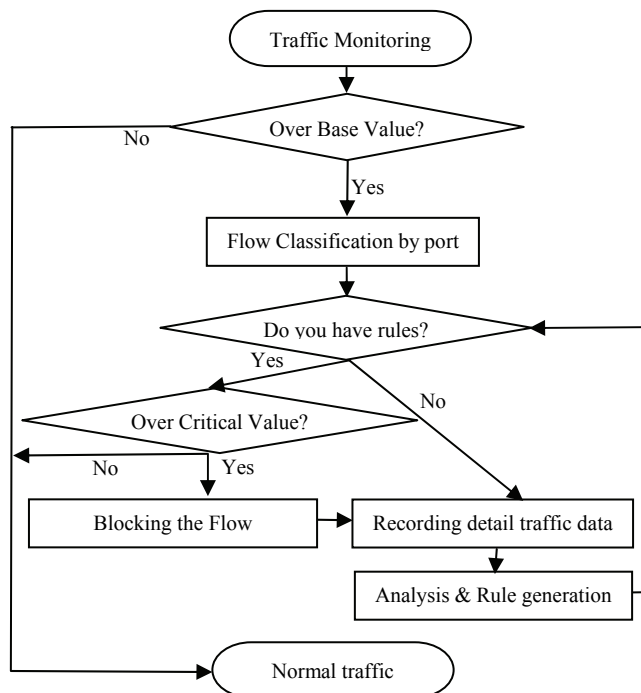 Traffic Monitoring
No
Over Base Value?
Yes
Flow Classification by port
Do you have rules?
Yes
Over Critical Value?
No
No
Yes
Blocking the Flow
Recording detail traffic data
Analysis & Rule generation
Normal traffic